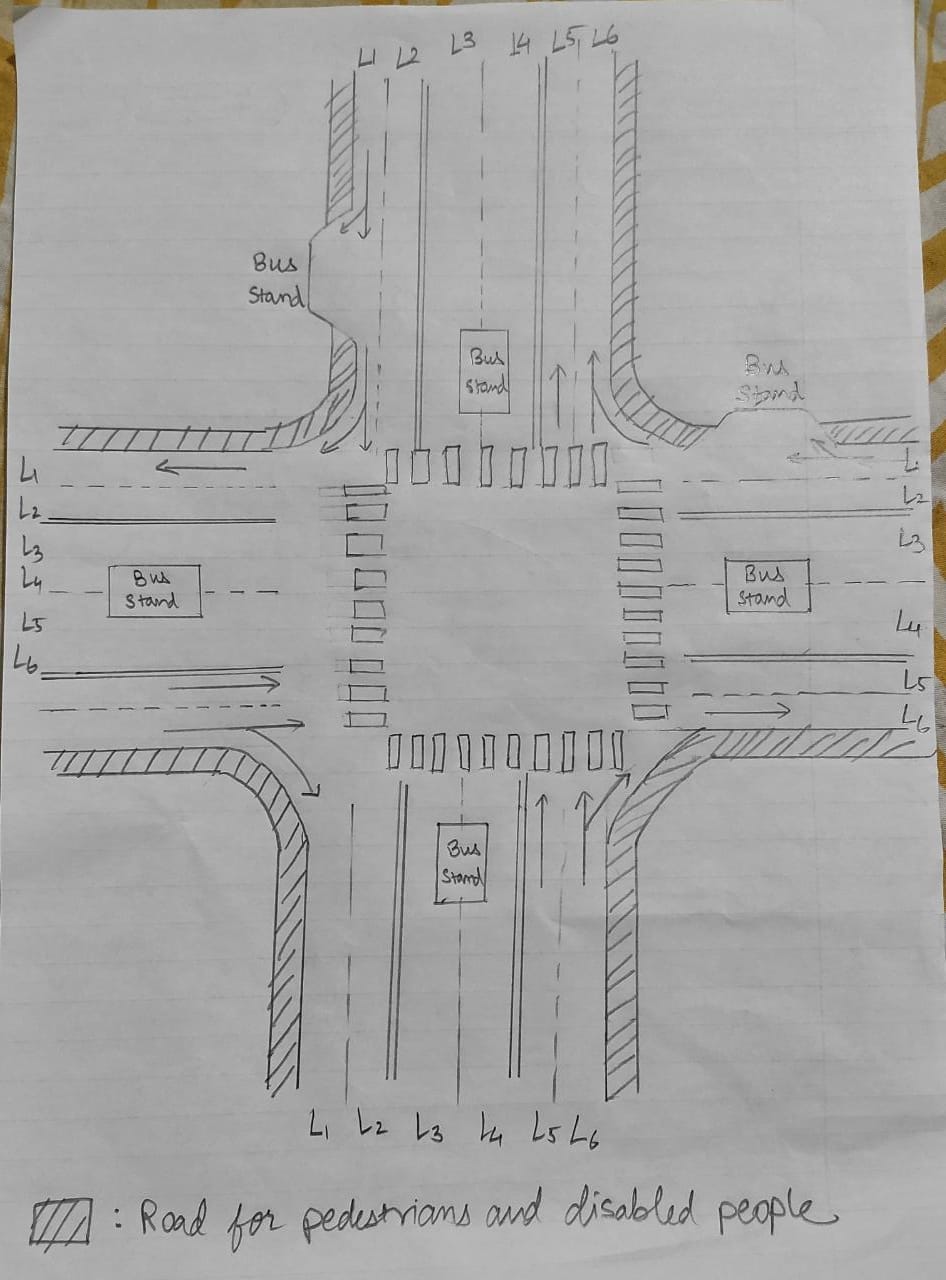 L1 L2 L3 L4 L5 L6
Bus
Stand
Bus
Stand
Bus
Stand
L1
L2
L3
L4
L5
L6
Bus
Stand
Bus
Stand
L1
L2
L3
L4
L5
L6
Bus
Stand
L1 L2 L3 L4 L5 L6
: Road for pedestrians and disabled people